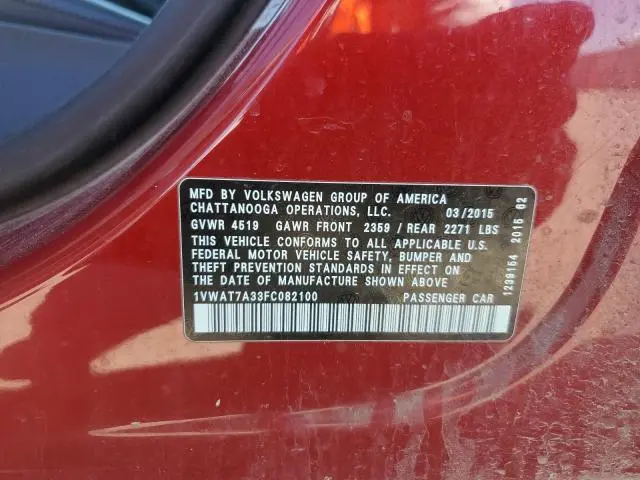 MFD BY VOLKSWAGEN GROUP OF AMERICA
CHATTANOOGA OPERATIONS, LLC. 03/2015
GVWR 4519 GAWR FRONT 2359 / REAR 2271 LBS
THIS VEHICLE CONFORMS TO ALL APPLICABLE U.S.
FEDERAL MOTOR VEHICLE SAFETY, BUMPER AND
THEFT PREVENTION STANDARDS IN EFFECT ON
THE DATE OF MANUFACTURE SHOWN ABOVE
1VWAT7A33FC082100 PASSENGER CAR
1239154 2015 62